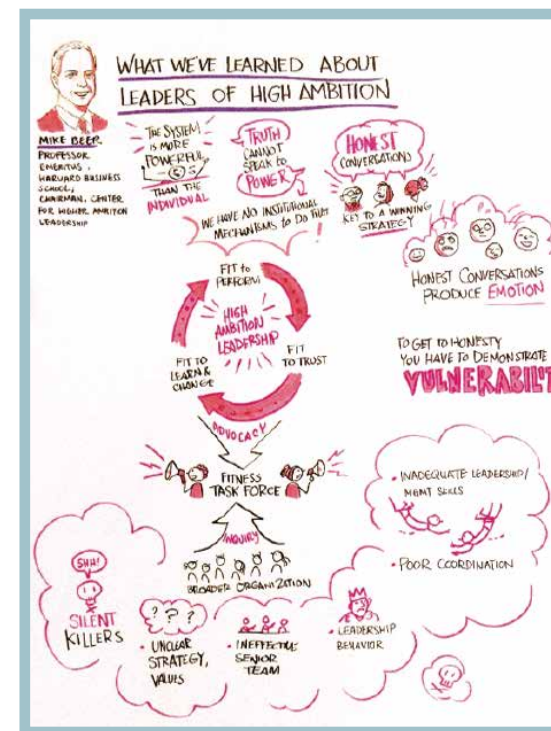 WHAT WE'VE LEARNED ABOUT
LEADERS OF HIGH AMBITION
MIKE BEER
PROFESSOR
EMERITUS,
HARVARD BUSINESS
SCHOOL,
CHAIRMAN, CENTER
FOR HIGHER AMBITION
LEADERSHIP
THE SYSTEM
IS MORE
POWERFUL
THAN THE
INDIVIDUAL
TRUTH
CANNOT
SPEAK to
POWER
HONEST
CONVERSATIONS
KEY TO A WINNING
STRATEGY
WE HAVE NO INSTITUTIONAL
MECHANISMS to DO THAT
!
HONEST CONVERSATIONS
PRODUCE EMOTION
FIT to
PERFORM
HIGH
AMBITION
LEADERSHIP
FIT
TO TRUST
FIT TO
LEARN &
CHANGE
TO GET TO HONESTY
YOU HAVE TO DEMONSTRATE
VULNERABILIT
ADVOCACY
FITNESS
TASK FORCE
INQUIRY
BROADER ORGANIZATION
• INADEQUATE LEADERSHIP/
MGMT SKILLS
• POOR COORDINATION
SHH!
SILENT
KILLERS
? ? ?
• UNCLEAR
STRATEGY,
VALUES
• INEFFECTIVE
SENIOR
TEAM
• LEADERSHIP
BEHAVIOR